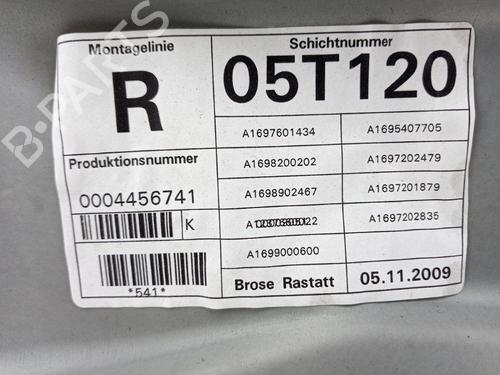 Montagelinie
Schichtnummer
R
05T120
A1697601434
A1695407705
Produktionsnummer
A1698200202
A1697202479
0004456741
A1698902467
A1697201879
K
A1697202835
A1699000600
*541*
Brose Rastatt
05.11.2009
B-PARTS